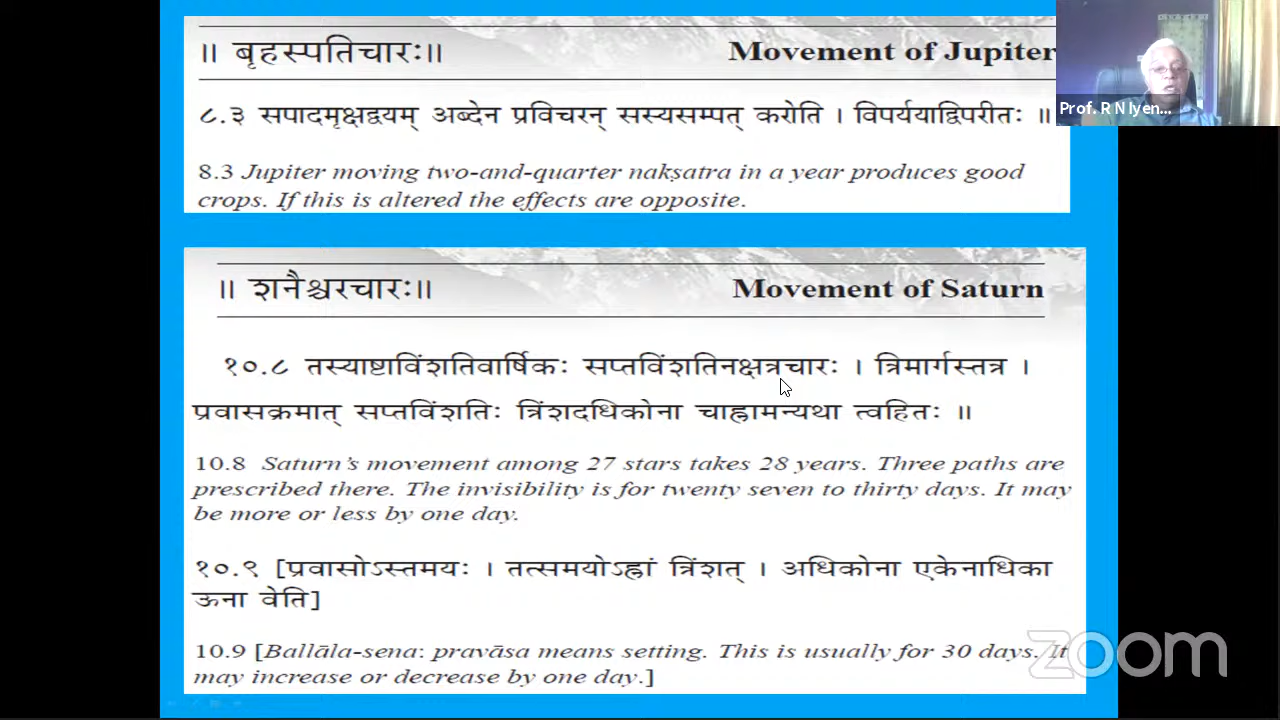 ॥ बृहस्पतिचारः॥ Movement of Jupiter
८.३ सपादमृक्षद्वयम् अब्देन प्रविचरन् सस्यसम्पत् करोति । विपर्ययाद्विपरीतः ॥
8.3 Jupiter moving two-and-quarter nakṣatra in a year produces good
crops. If this is altered the effects are opposite.
Prof. R N Iyen...
॥ शनैश्चरचारः॥ Movement of Saturn
१०.८ तस्याष्टाविंशतिवार्षिकः सप्तविंशतिनक्षत्रचारः । त्रिमार्गस्तत्र ।
प्रवासक्रमात् सप्तविंशतिः त्रिंशदधिकोना चाह्नामन्यथा त्वहितः ॥
10.8 Saturn's movement among 27 stars takes 28 years. Three paths are
prescribed there. The invisibility is for twenty seven to thirty days. It may
be more or less by one day.
१०.९ [प्रवासोऽस्तमयः । तत्समयोऽह्नां त्रिंशत् । अधिकोना एकेनाधिका
ऊना वेति]
10.9 [Ballāla-sena: pravāsa means setting. This is usually for 30 days. It
may increase or decrease by one day.]
zoom